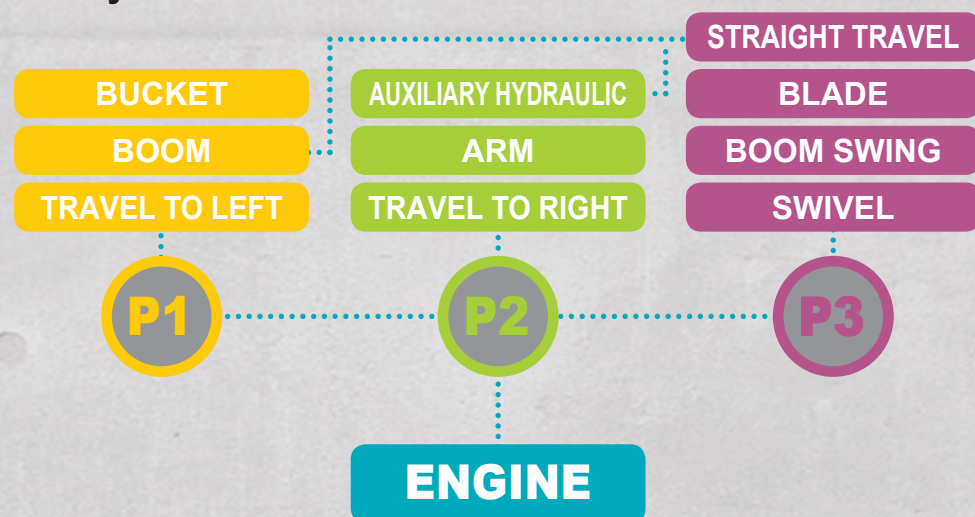 STRAIGHT TRAVEL
BUCKET
AUXILIARY HYDRAULIC
BLADE
BOOM
ARM
BOOM SWING
TRAVEL TO LEFT
TRAVEL TO RIGHT
SWIVEL
P1
P2
P3
ENGINE